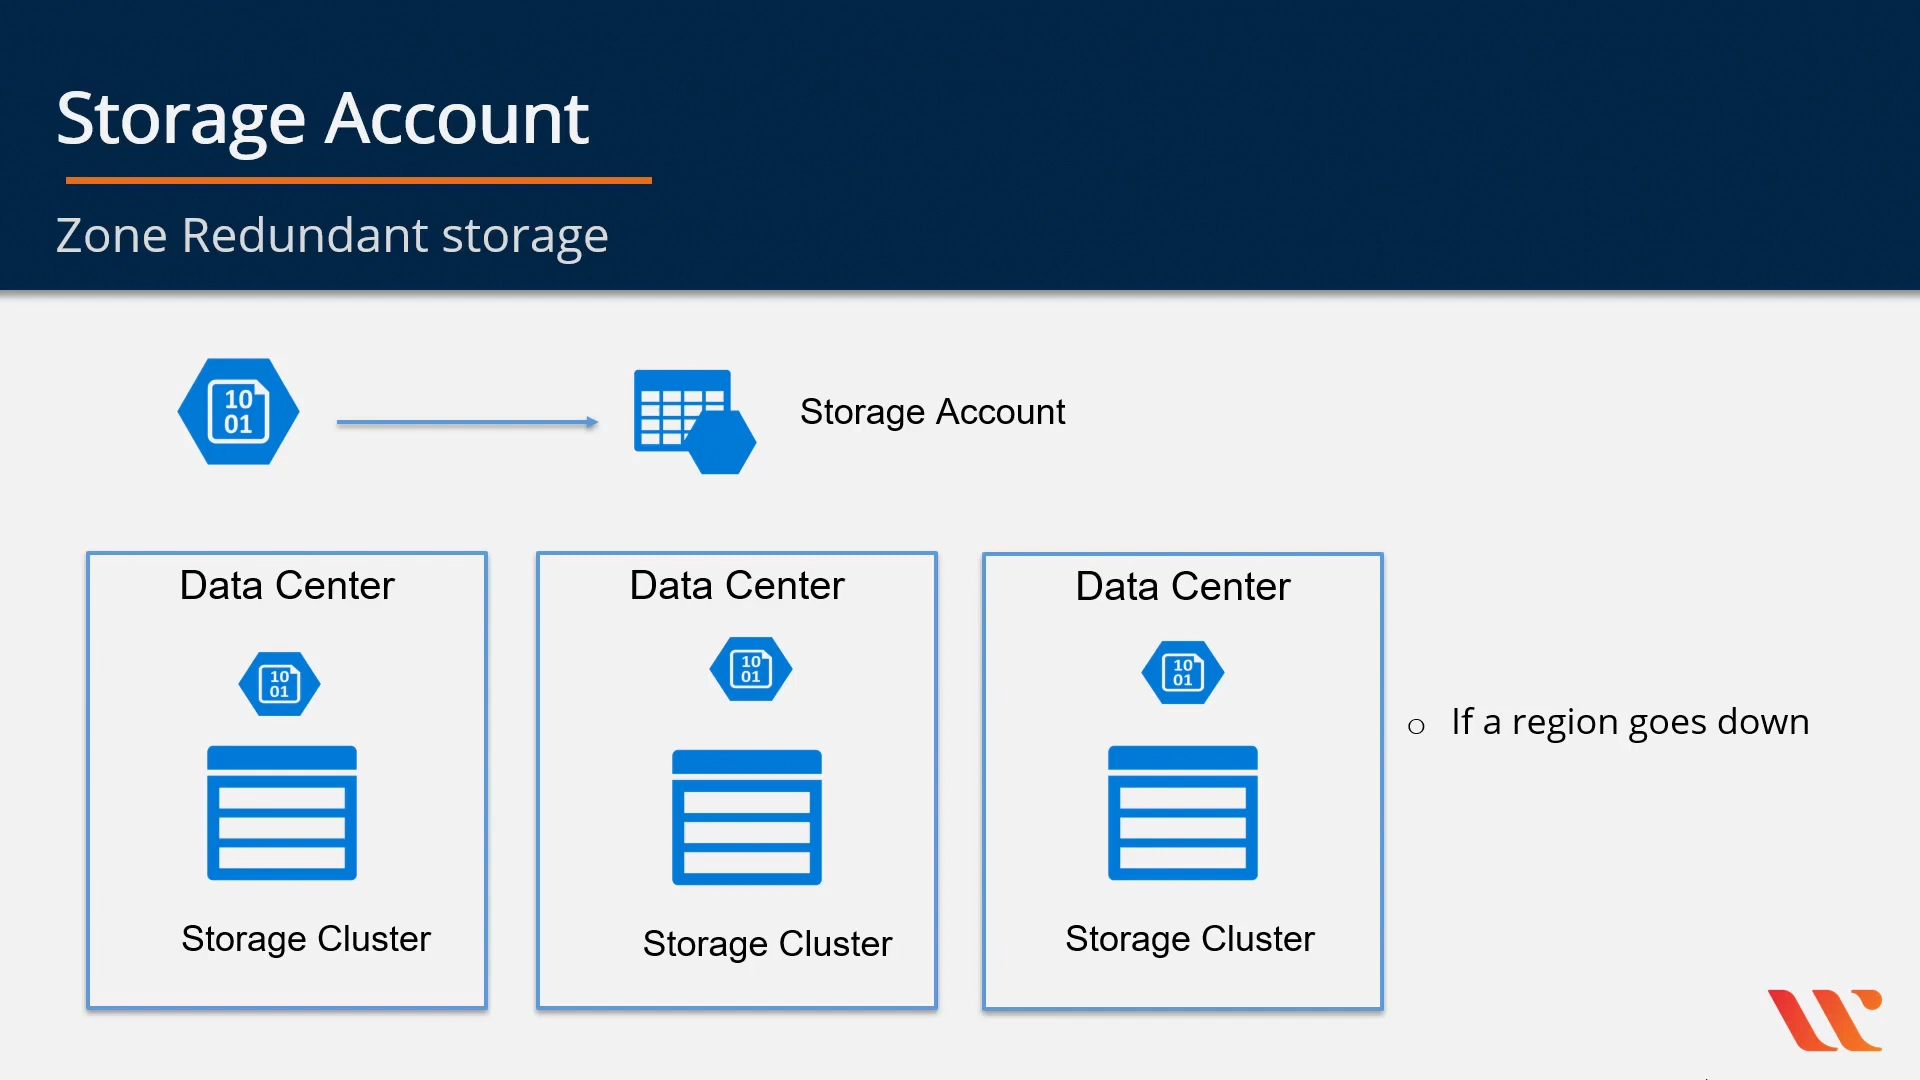 Storage Account
Zone Redundant storage
10
01
Storage Account
Data Center
10
01
Storage Cluster
Data Center
10
01
Storage Cluster
Data Center
10
01
Storage Cluster
o If a region goes down